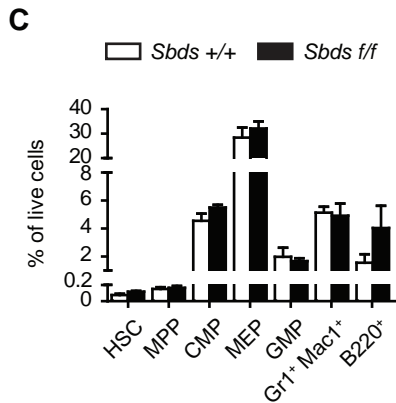 C
Sbds +/+ Sbds f/f
% of live cells
40
30
20
8
6
4
2
0.2
0
HSC MPP CMP MEP GMP Gr1⁺ Mac1⁺ B220⁺